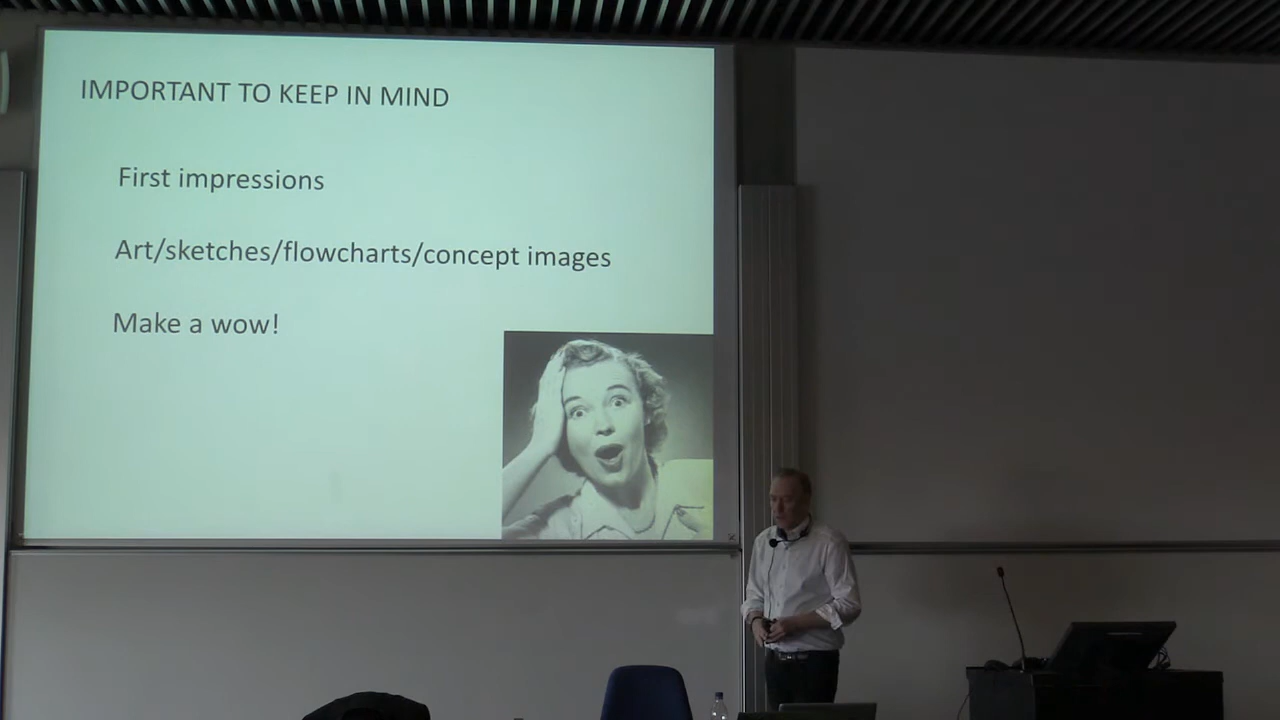 IMPORTANT TO KEEP IN MIND
First impressions
Art/sketches/flowcharts/concept images
Make a wow!